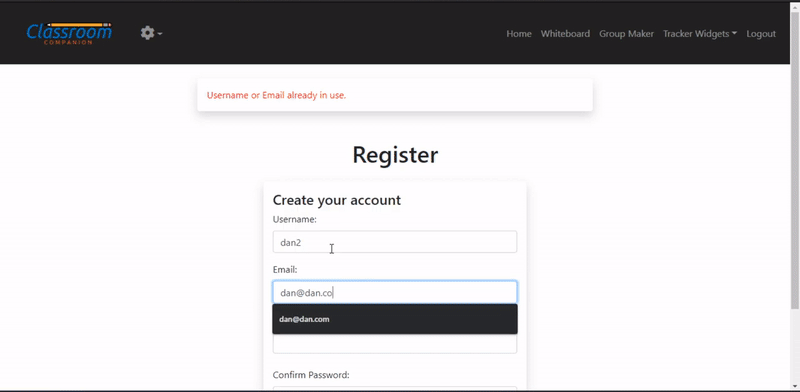 Classroom
COMPANION
Home Whiteboard Group Maker Tracker Widgets Logout
Username or Email already in use.
Register
Create your account
Username:
dan2
Email:
dan@dan.co
dan@dan.com
Confirm Password: